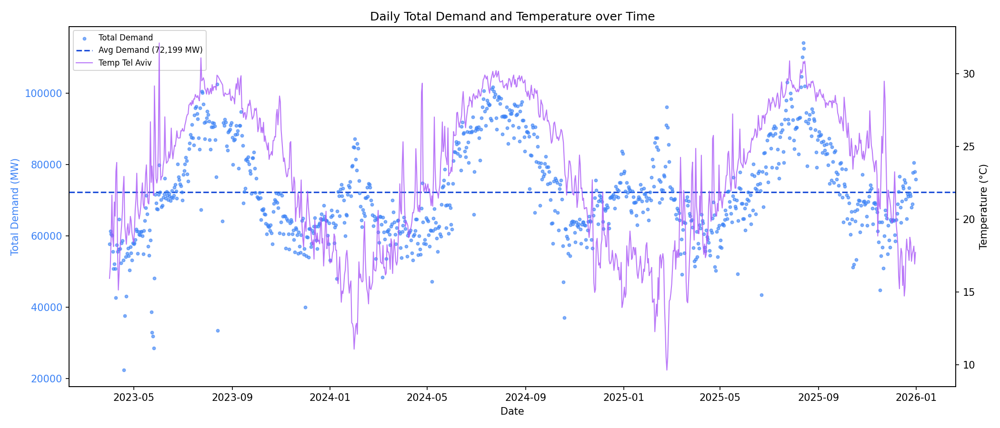 Daily Total Demand and Temperature over Time
Total Demand
Avg Demand (72,199 MW)
Temp Tel Aviv
Total Demand (MW)
100000
80000
60000
40000
20000
30
25
20
15
10
Temperature (°C)
2023-05
2023-09
2024-01
2024-05
2024-09
2025-01
2025-05
2025-09
2026-01
Date